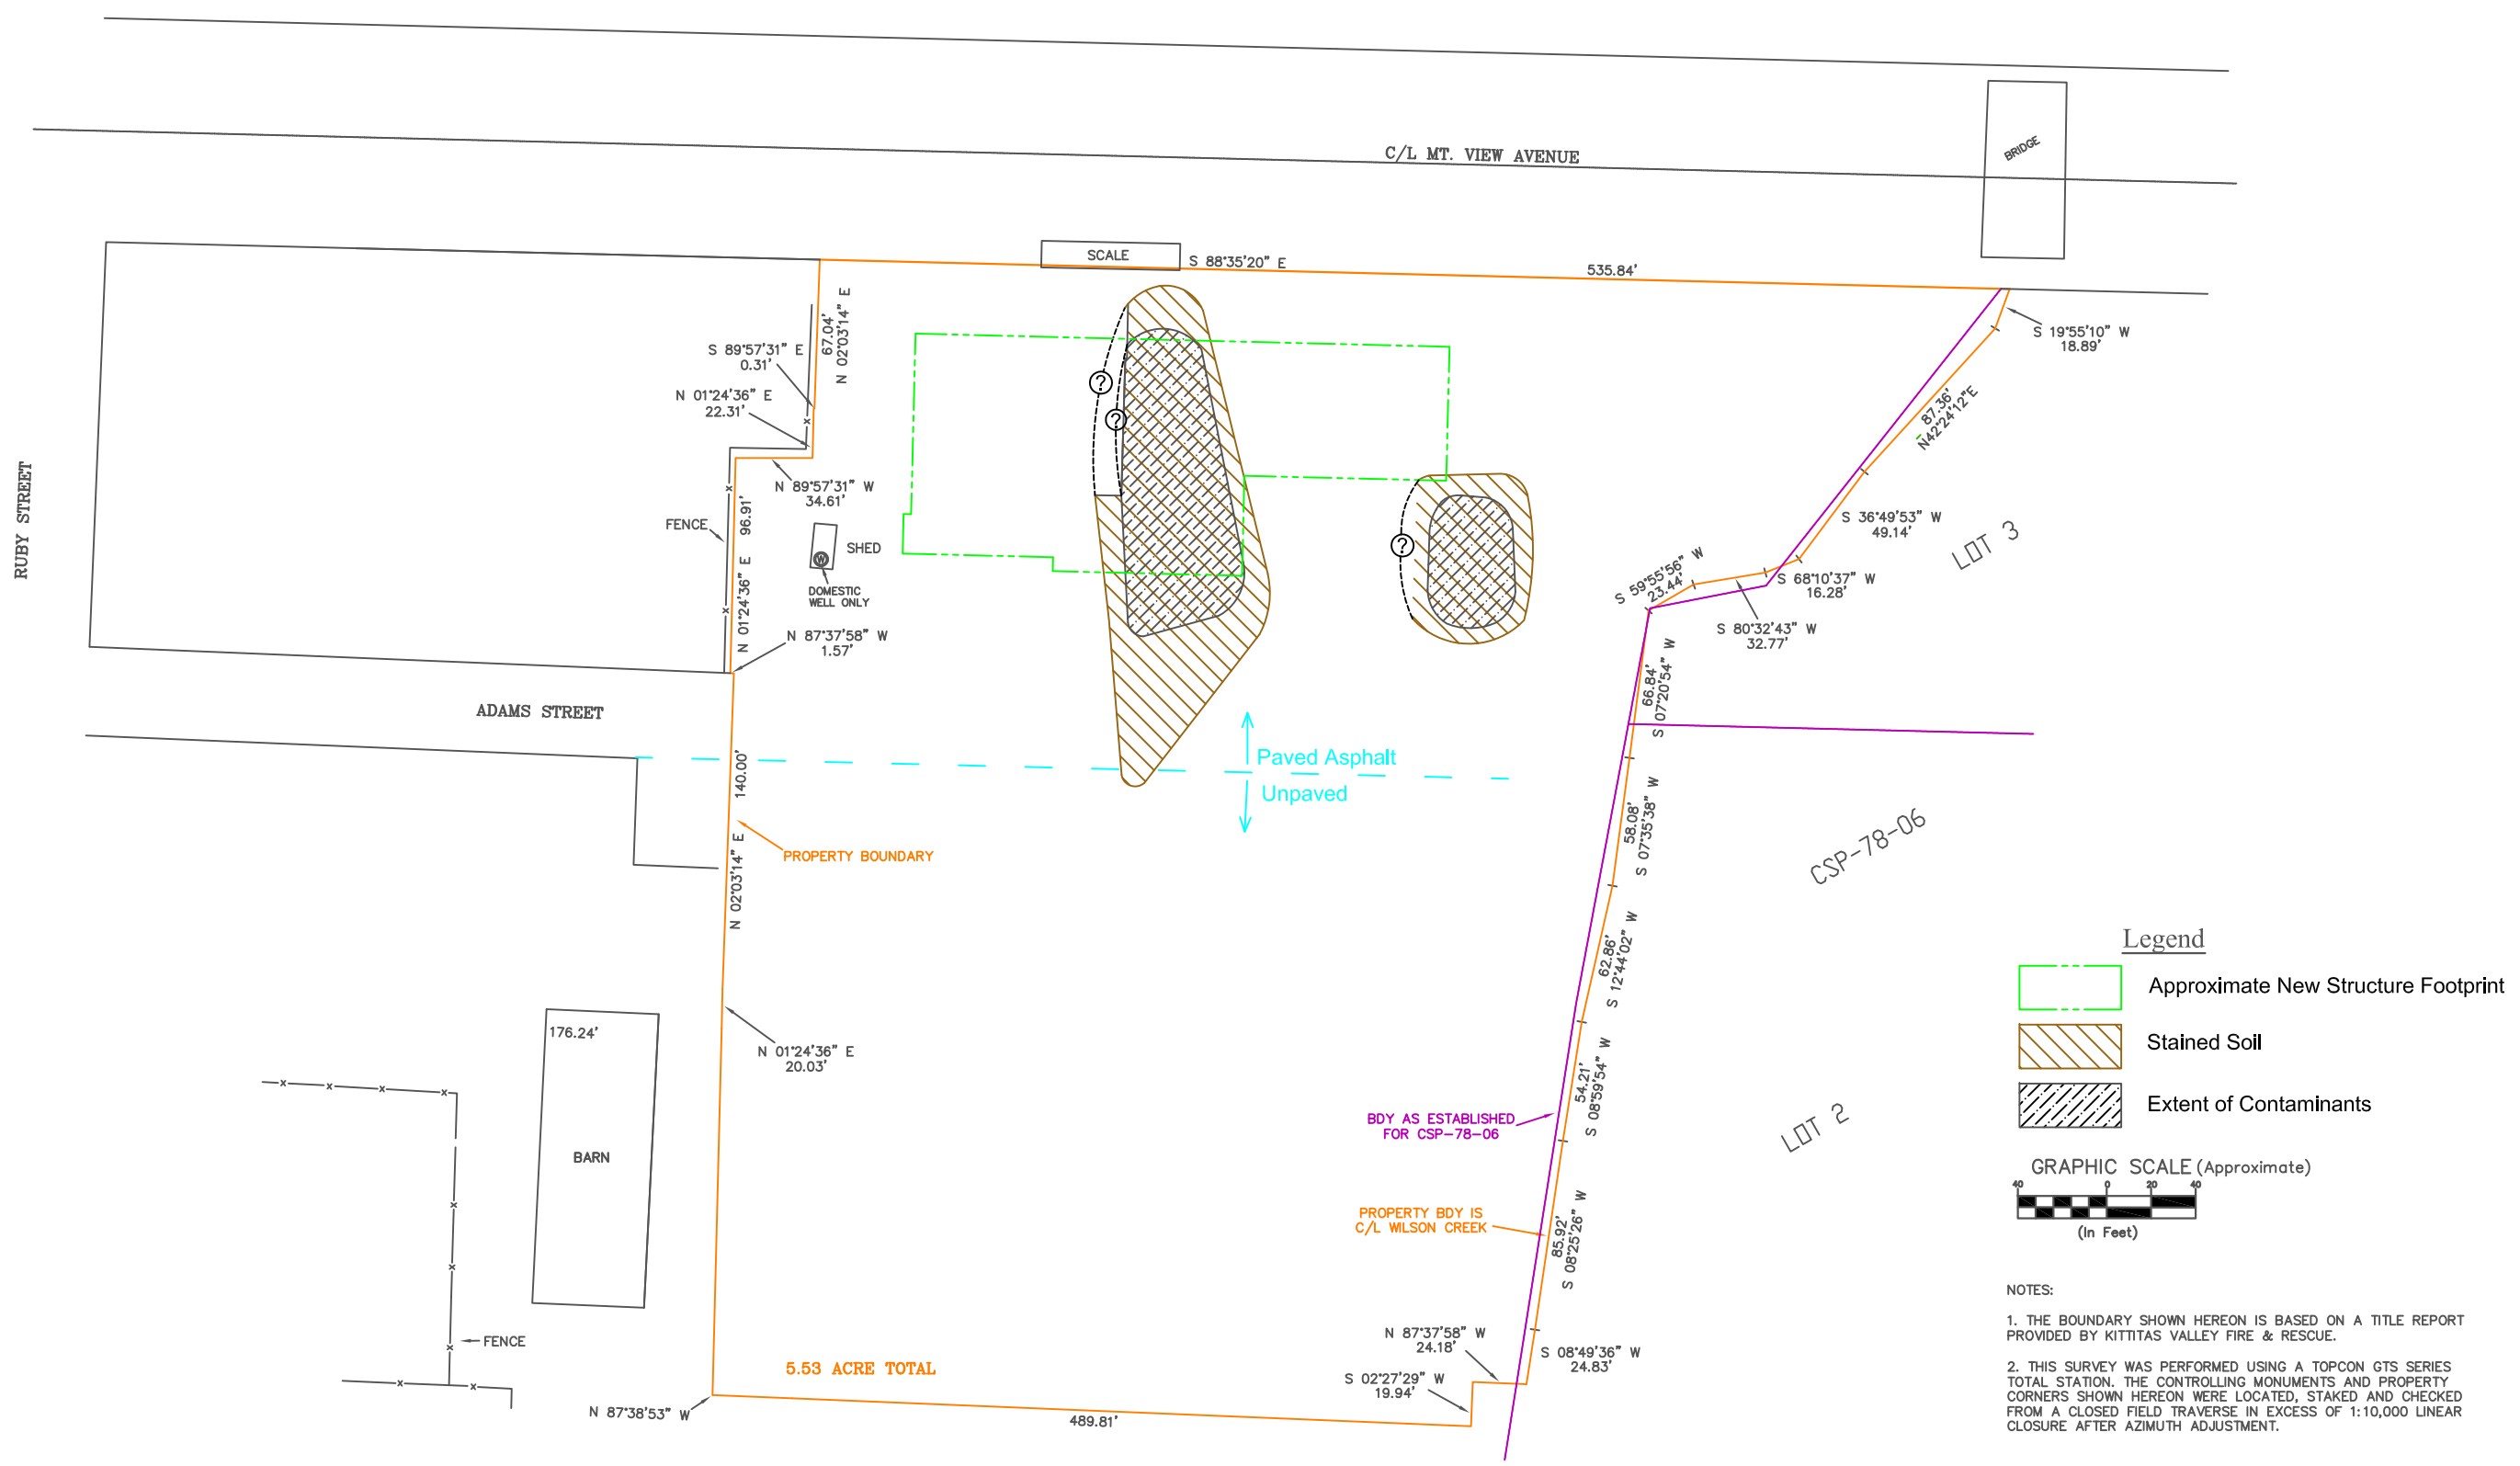 C/L MT. VIEW AVENUE
BRIDGE
SCALE
S 88°35'20" E
535.84'
67.04'
N 02°03'14" E
S 89°57'31" E
0.31'
N 01°24'36" E
22.31'
S 19°55'10" W
18.89'
87.36'
N42°24'12"E
RUBY STREET
N 89°57'31" W
34.61'
FENCE
N 01°24'36" E 96.91'
SHED
W
DOMESTIC
WELL ONLY
N 87°37'58" W
1.57'
?
?
?
S 36°49'53" W
49.14'
LOT 3
S 59°55'56" W
23.44'
S 68°10'37" W
16.28'
S 80°32'43" W
32.77'
66.84'
S 07°20'54" W
ADAMS STREET
Paved Asphalt
Unpaved
140.00'
N 02°03'14" E
PROPERTY BOUNDARY
58.08'
S 07°35'38" W
CSP-78-06
62.86'
S 12°44'02" W
176.24'
BARN
N 01°24'36" E
20.03'
54.21'
S 08°59'54" W
BDY AS ESTABLISHED
FOR CSP-78-06
LOT 2
PROPERTY BDY IS
C/L WILSON CREEK
85.92'
S 08°25'26" W
FENCE
5.53 ACRE TOTAL
N 87°38'53" W
489.81'
N 87°37'58" W
24.18'
S 02°27'29" W
19.94'
S 08°49'36" W
24.83'
Legend
Approximate New Structure Footprint
Stained Soil
Extent of Contaminants
GRAPHIC SCALE (Approximate)
40 0 20 40
(In Feet)
NOTES:
1. THE BOUNDARY SHOWN HEREON IS BASED ON A TITLE REPORT
PROVIDED BY KITTITAS VALLEY FIRE & RESCUE.
2. THIS SURVEY WAS PERFORMED USING A TOPCON GTS SERIES
TOTAL STATION. THE CONTROLLING MONUMENTS AND PROPERTY
CORNERS SHOWN HEREON WERE LOCATED, STAKED AND CHECKED
FROM A CLOSED FIELD TRAVERSE IN EXCESS OF 1:10,000 LINEAR
CLOSURE AFTER AZIMUTH ADJUSTMENT.